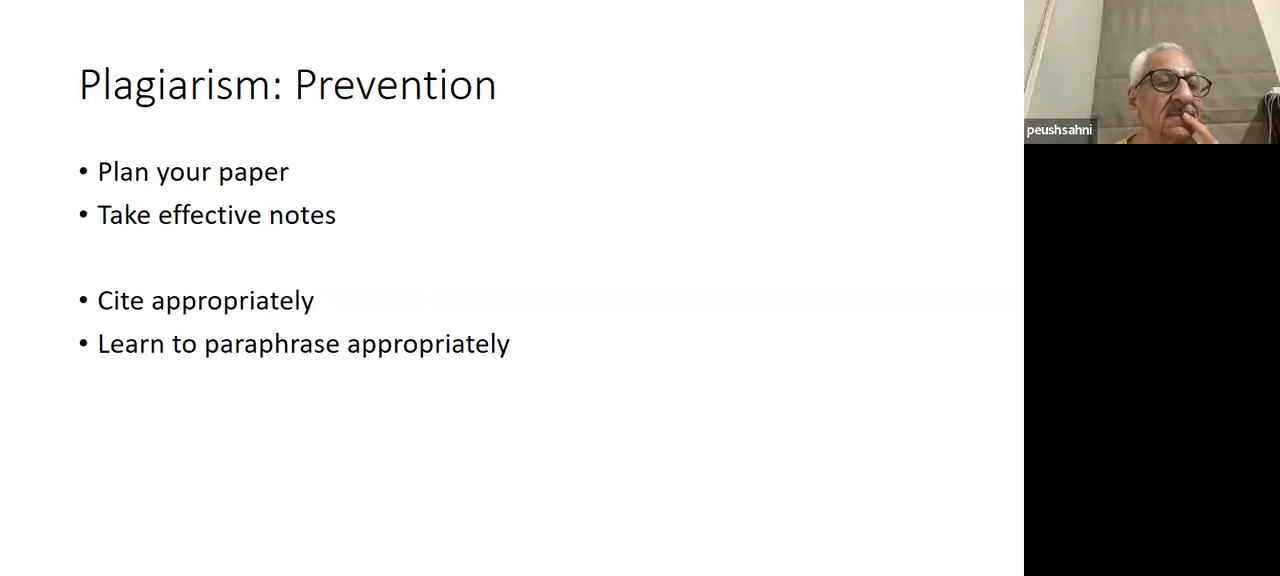 Plagiarism: Prevention
• Plan your paper
• Take effective notes
• Cite appropriately
• Learn to paraphrase appropriately
peushsahni